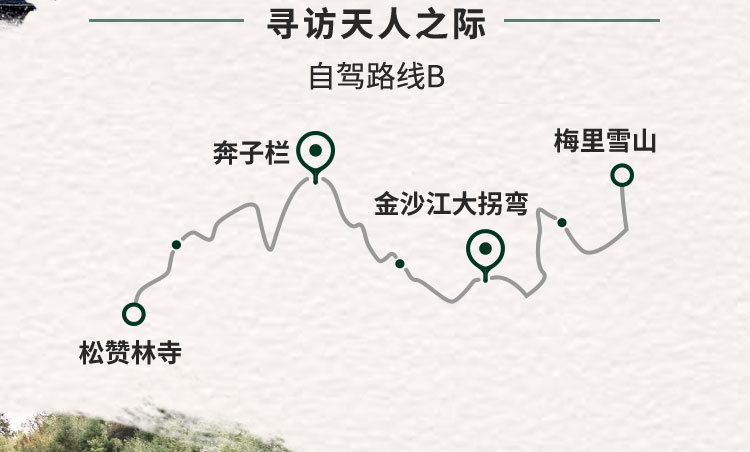 寻访天人之际
自驾路线B
梅里雪山
奔子栏
金沙江大拐弯
松赞林寺